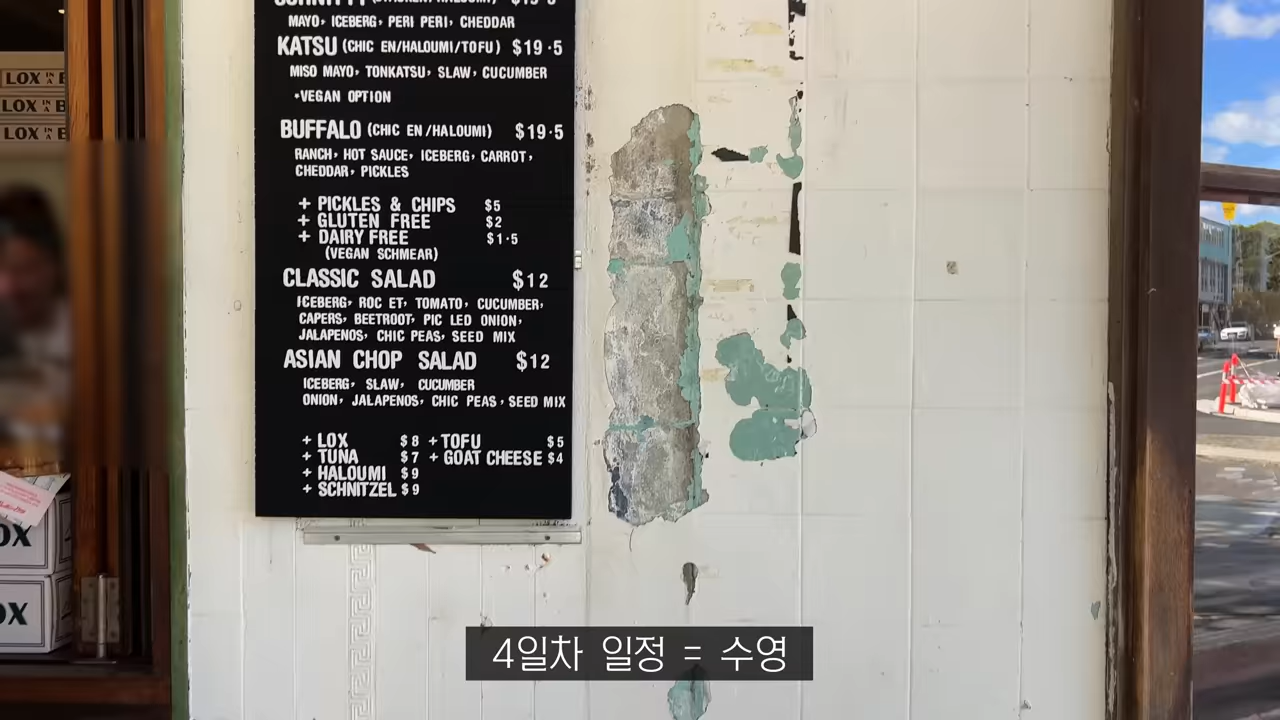 MAYO, ICEBERG, PERI PERI, CHEDDAR
KATSU (CHIC EN/HALOUMI/TOFU) $19.5
MISO MAYO, TONKATSU, SLAW, CUCUMBER
•VEGAN OPTION
BUFFALO (CHIC EN/HALOUMI) $19.5
RANCH, HOT SAUCE, ICEBERG, CARROT,
CHEDDAR, PICKLES
+ PICKLES & CHIPS $5
+ GLUTEN FREE $2
+ DAIRY FREE $1.5
(VEGAN SCHMEAR)
CLASSIC SALAD $12
ICEBERG, ROC ET, TOMATO, CUCUMBER,
CAPERS, BEETROOT, PIC LED ONION,
JALAPENOS, CHIC PEAS, SEED MIX
ASIAN CHOP SALAD $12
ICEBERG, SLAW, CUCUMBER
ONION, JALAPENOS, CHIC PEAS, SEED MIX
+ LOX $8 + TOFU $5
+ TUNA $7 + GOAT CHEESE $4
+ HALOUMI $9
+ SCHNITZEL $9
LOX IN A B
LOX IN A B
LOX IN A B
OX
OX
4일차 일정 = 수영